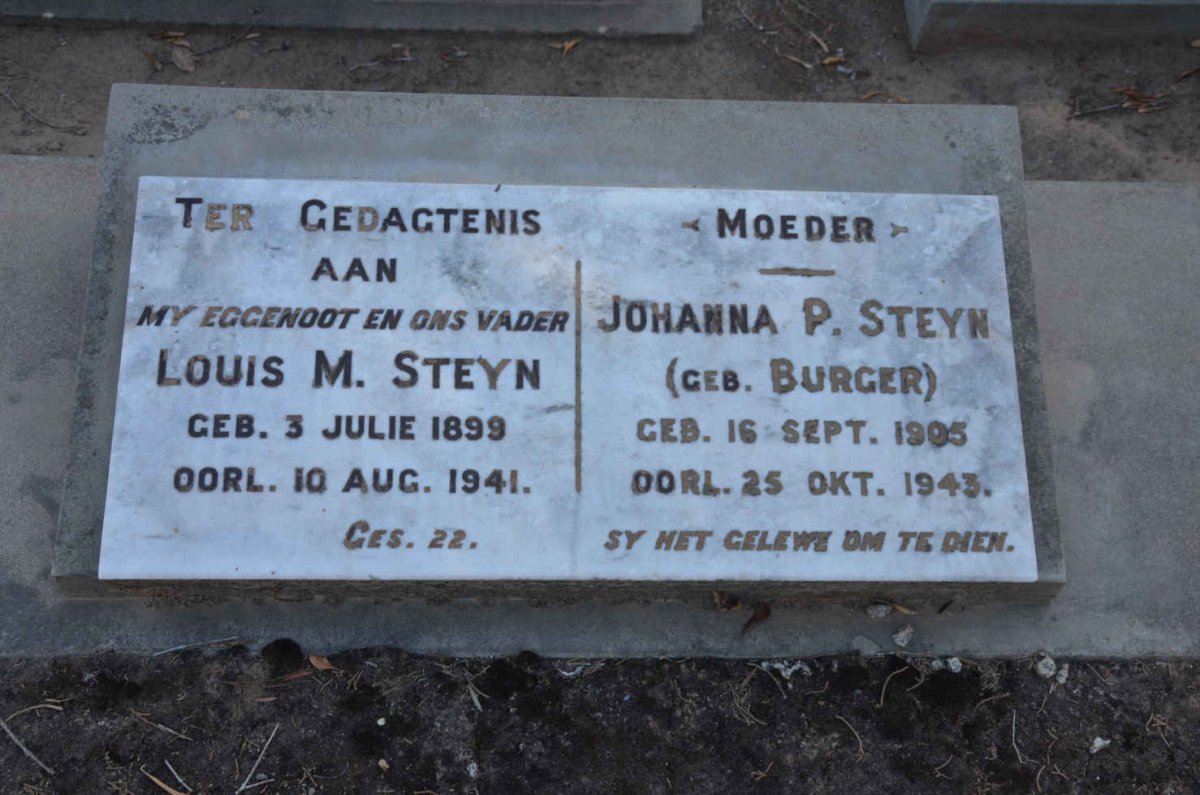 TER GEDAGTENIS
AAN
MY EGGENOOT EN ONS VADER
LOUIS M. STEYN
GEB. 3 JULIE 1899
OORL. 10 AUG. 1941.
GES. 22.
MOEDER
JOHANNA P. STEYN
(GEB. BURGER)
GEB. 16 SEPT. 1905
OORL. 25 OKT. 1943.
SY HET GELEWE OM TE DIEN.